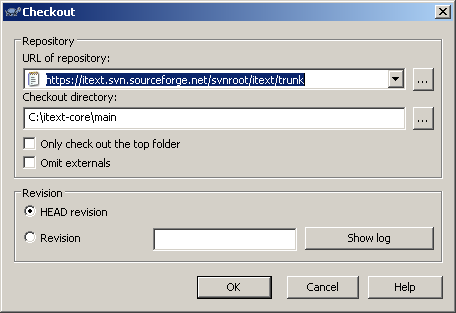 Checkout
Repository
URL of repository:
https://itext.svn.sourceforge.net/svnroot/itext/trunk
...
Checkout directory:
C:\itext-core\main
...
Only check out the top folder
Omit externals
Revision
HEAD revision
Revision
Show log
OK Cancel Help